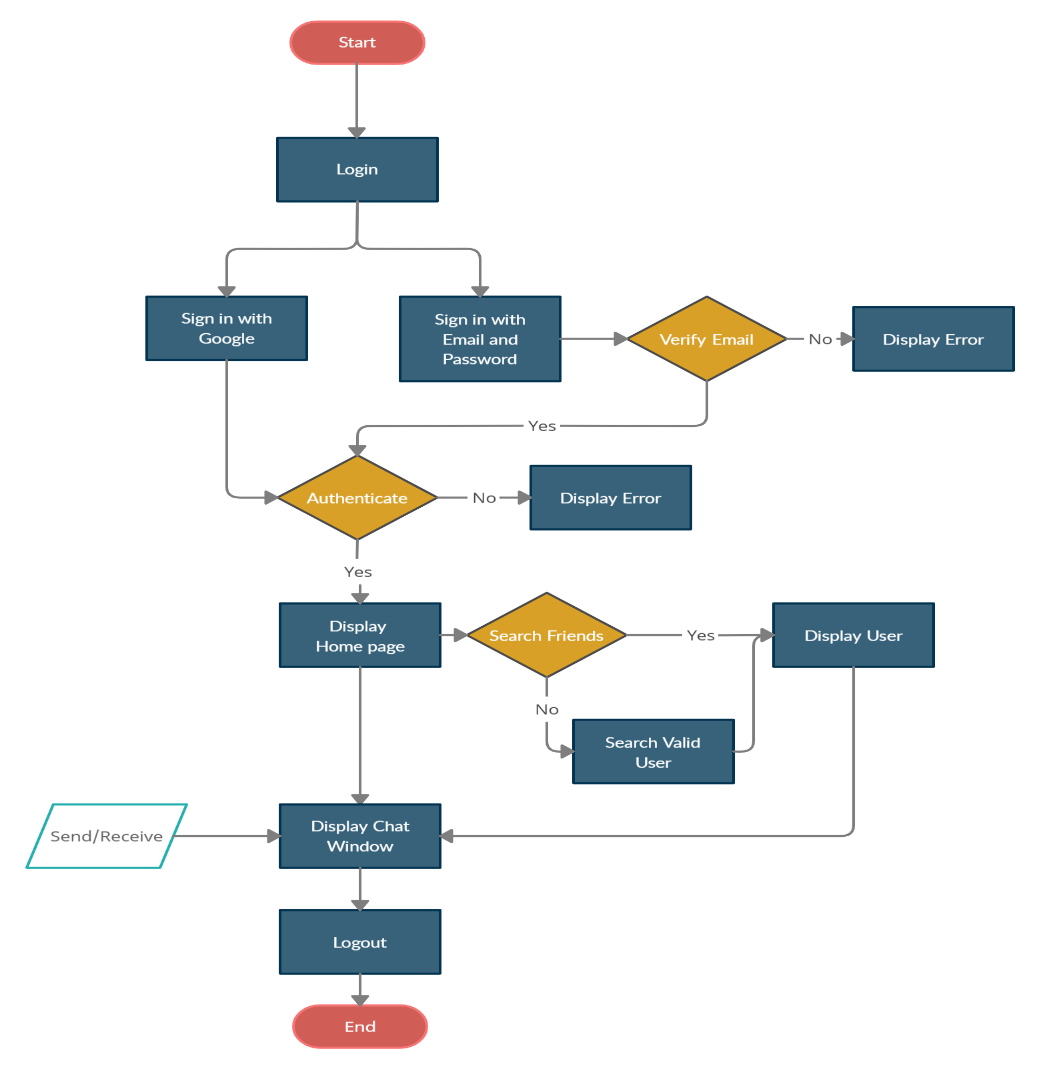 Start
Login
Sign in with
Google
Sign in with
Email and
Password
Verify Email
No
Display Error
Yes
Authenticate
No
Display Error
Yes
Display
Home page
Search Friends
Yes
Display User
No
Search Valid
User
Send/Receive
Display Chat
Window
Logout
End